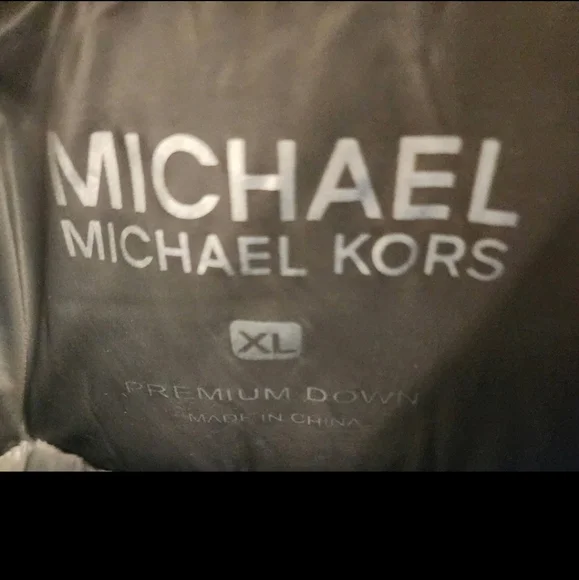 MICHAEL
MICHAEL KORS
XL
PREMIUM DOWN
MADE IN CHINA